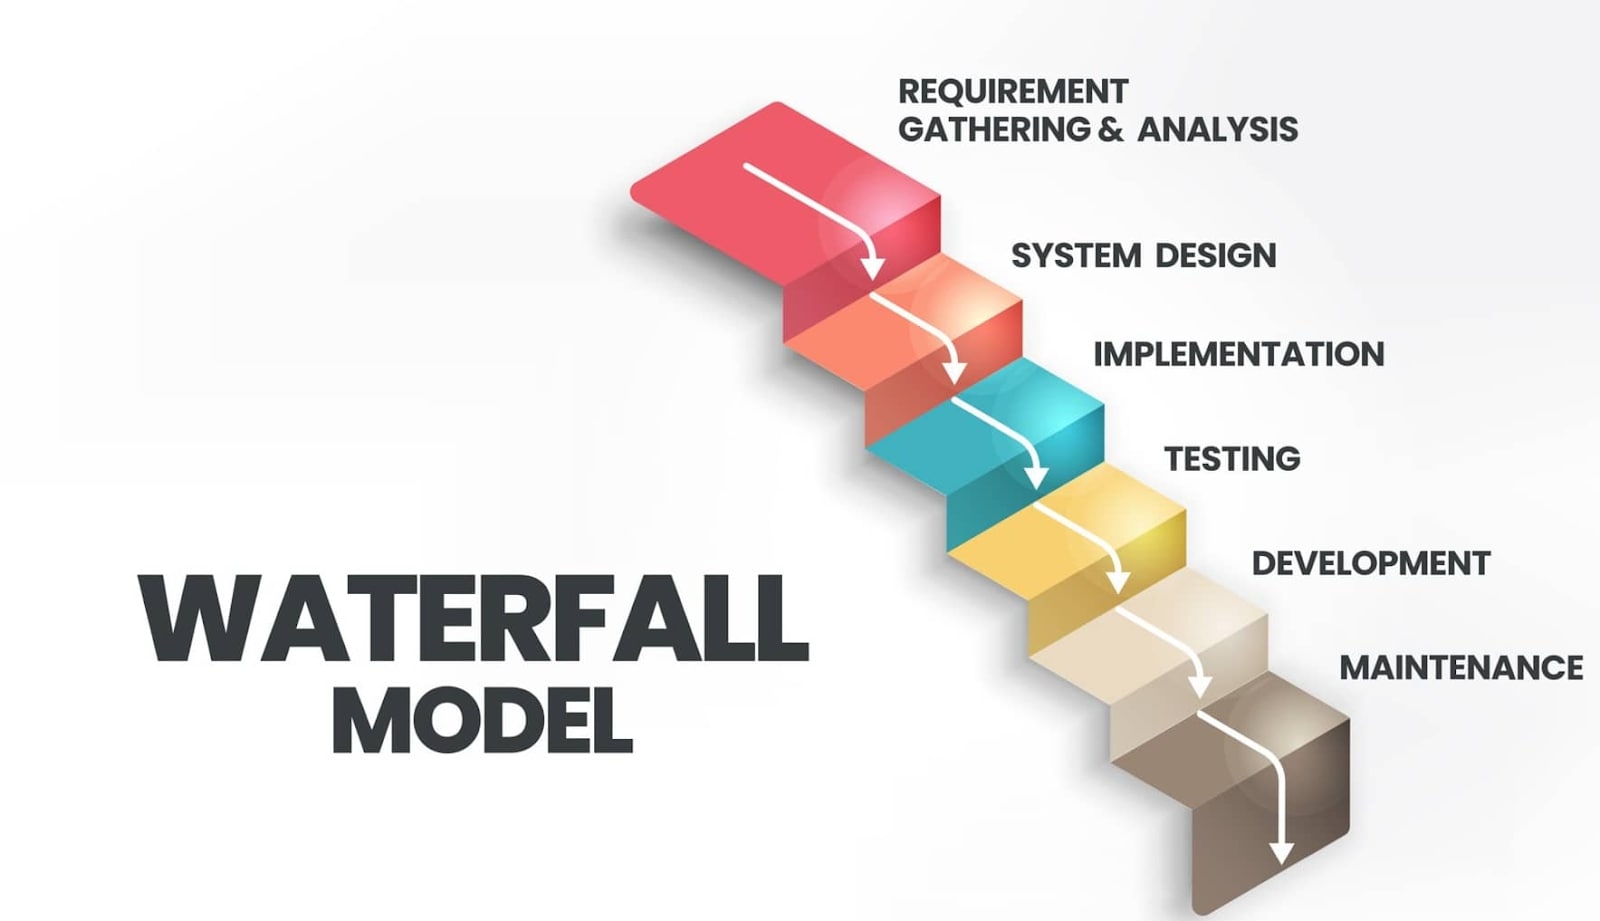 REQUIREMENT
GATHERING & ANALYSIS
SYSTEM DESIGN
IMPLEMENTATION
TESTING
DEVELOPMENT
MAINTENANCE
WATERFALL
MODEL